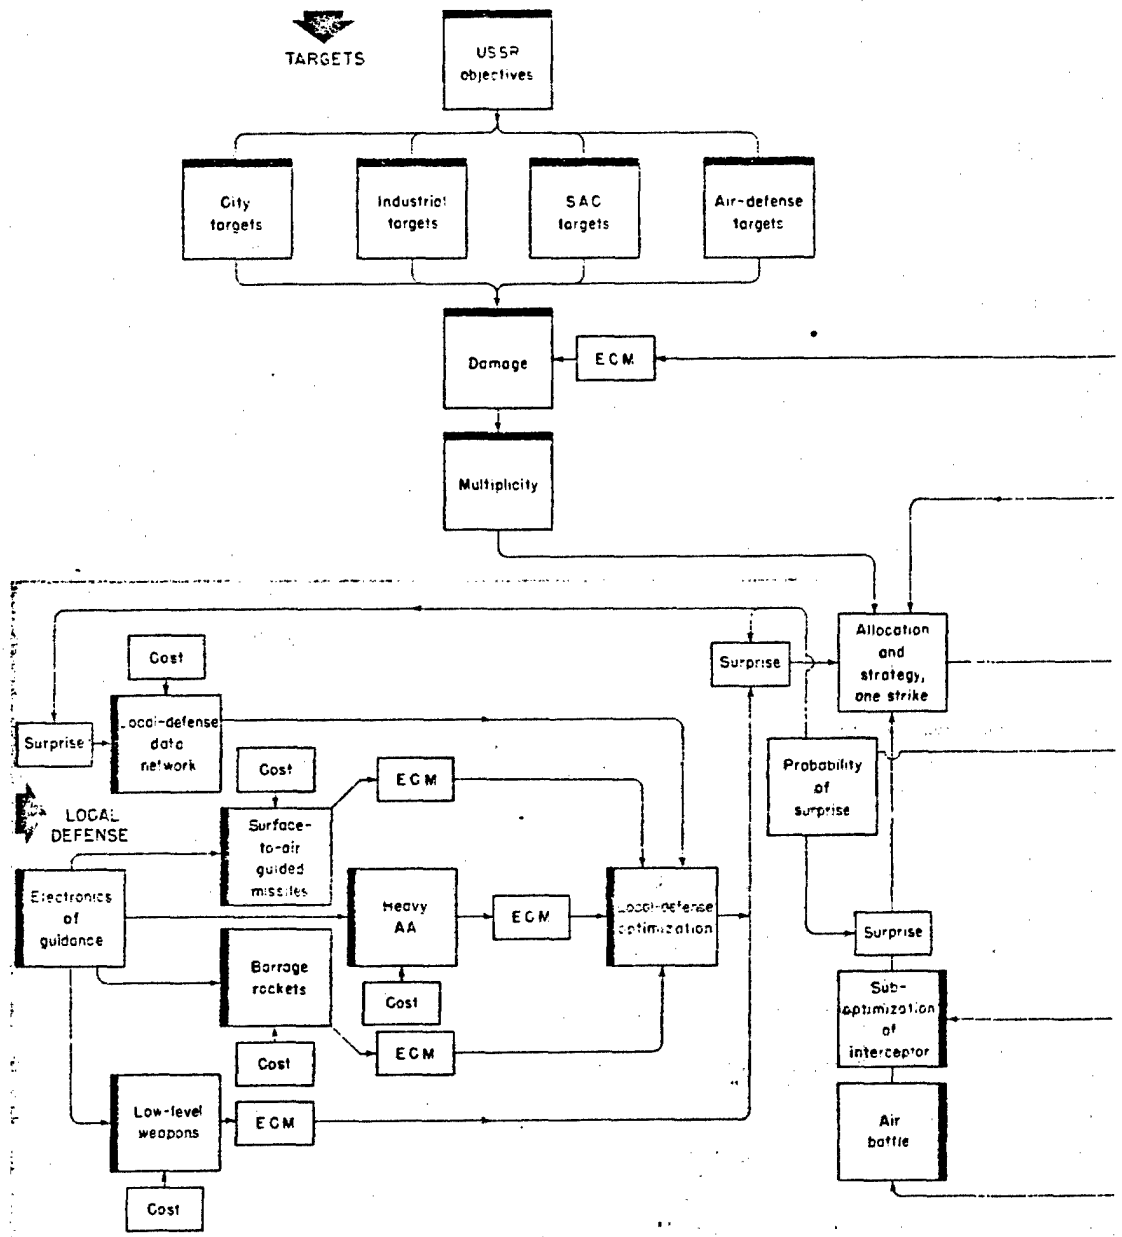 TARGETS
USSR
objectives
City
targets
Industrial
targets
SAC
targets
Air-defense
targets
Damage
ECM
Multiplicity
Allocation
and
strategy,
one strike
Surprise
Cost
Local-defense
data
network
Surprise
Cost
ECM
Probability
of
surprise
LOCAL
DEFENSE
Surface-
to-air
guided
missiles
Electronics
of
guidance
Heavy
AA
ECM
Local-defense
optimization
Surprise
Barrage
rockets
Cost
ECM
Cost
Sub-
optimization
of
interceptor
Low-level
weapons
ECM
Air
battle
Cost